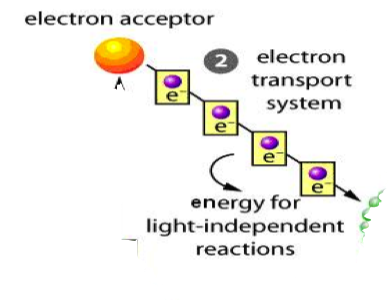 electron acceptor
2
electron
transport
system
e⁻
e⁻
e⁻
e⁻
energy for
light-independent
reactions